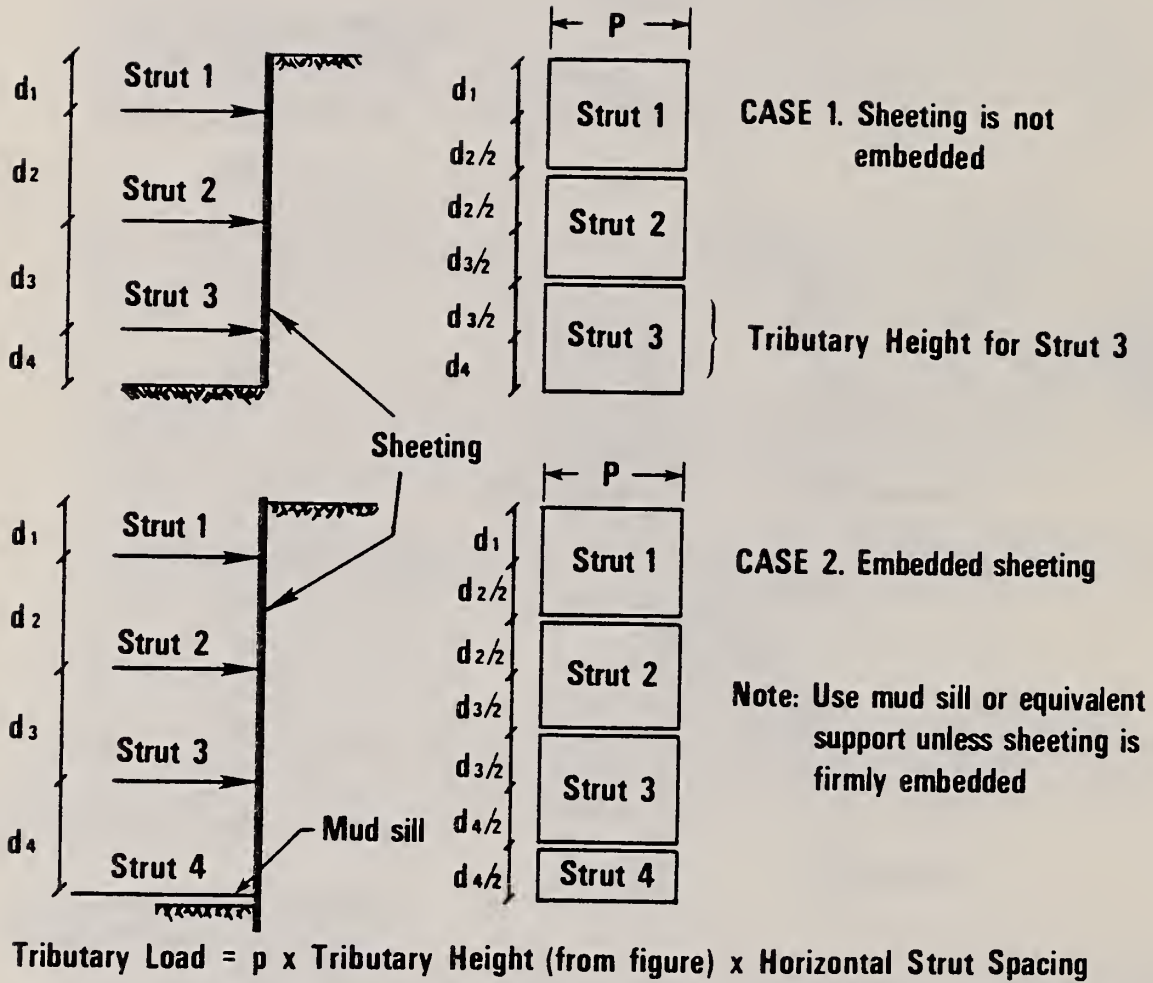 P
d1
d2
d3
d4
Strut 1
Strut 2
Strut 3
d1
d2/2
d2/2
d3/2
d3/2
d4
Strut 1
Strut 2
Strut 3
CASE 1. Sheeting is not
embedded
Tributary Height for Strut 3
Sheeting
P
d1
d2
d3
d4
Strut 1
Strut 2
Strut 3
Strut 4
Mud sill
d1
d2/2
d2/2
d3/2
d3/2
d4/2
d4/2
Strut 1
Strut 2
Strut 3
Strut 4
CASE 2. Embedded sheeting
Note: Use mud sill or equivalent
support unless sheeting is
firmly embedded
Tributary Load = p x Tributary Height (from figure) x Horizontal Strut Spacing